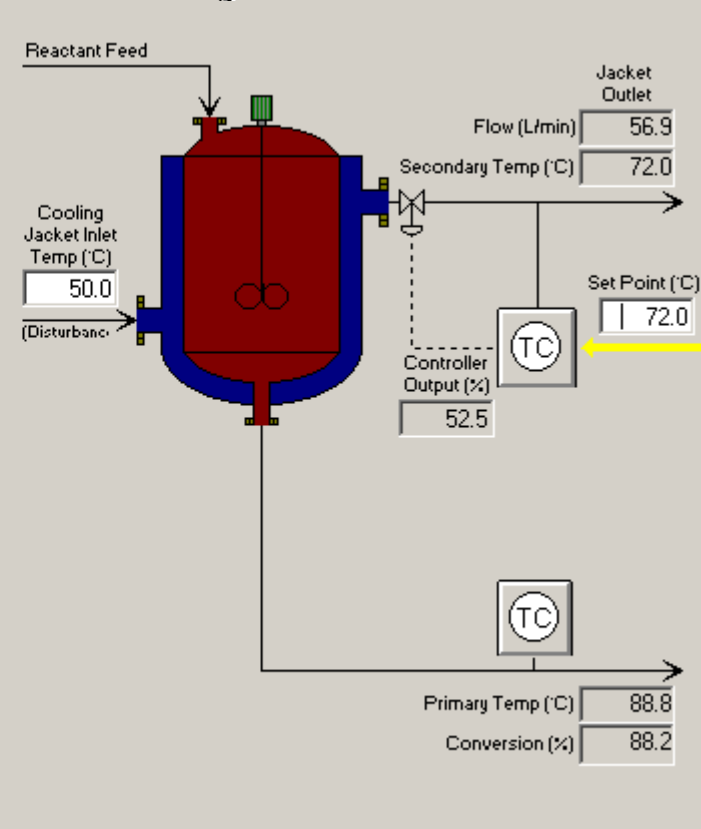 Reactant Feed
Jacket
Outlet
Flow (L/min) 56.9
Secondary Temp (°C) 72.0
Cooling
Jacket Inlet
Temp (°C)
50.0
(Disturbanc
Set Point (°C)
72.0
TC
Controller
Output (%)
52.5
TC
Primary Temp (°C) 88.8
Conversion (%) 88.2